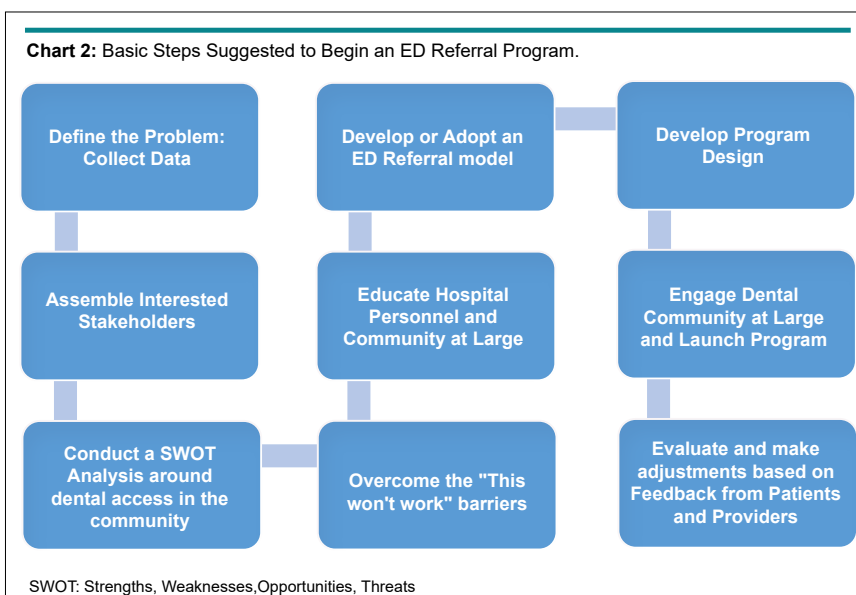 Chart 2: Basic Steps Suggested to Begin an ED Referral Program.
Define the Problem:
Collect Data
Assemble Interested
Stakeholders
Conduct a SWOT
Analysis around
dental access in the
community
Overcome the "This
won't work" barriers
Educate Hospital
Personnel and
Community at Large
Develop or Adopt an
ED Referral model
Develop Program
Design
Engage Dental
Community at Large
and Launch Program
Evaluate and make
adjustments based on
Feedback from Patients
and Providers
SWOT: Strengths, Weaknesses,Opportunities, Threats